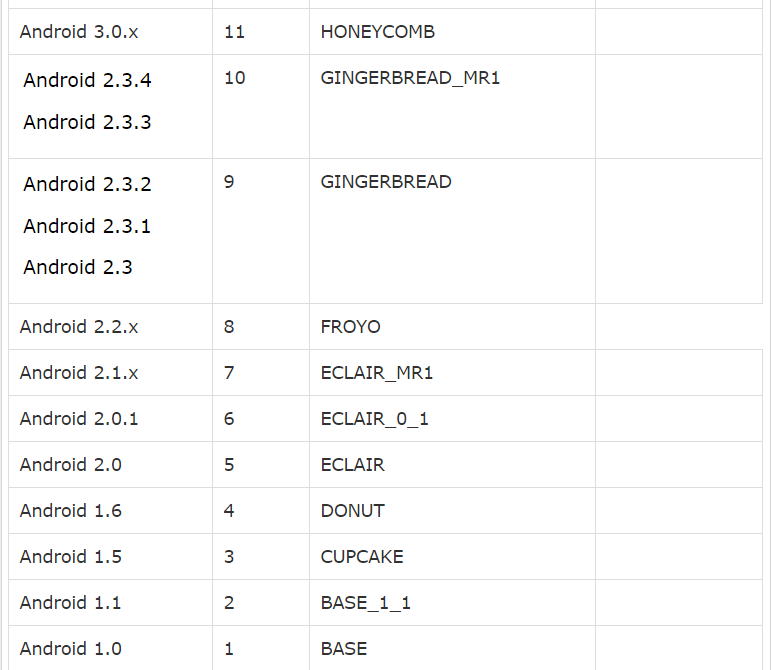 Android 3.0.x 11 HONEYCOMB
Android 2.3.4 10 GINGERBREAD_MR1
Android 2.3.3
Android 2.3.2 9 GINGERBREAD
Android 2.3.1
Android 2.3
Android 2.2.x 8 FROYO
Android 2.1.x 7 ECLAIR_MR1
Android 2.0.1 6 ECLAIR_0_1
Android 2.0 5 ECLAIR
Android 1.6 4 DONUT
Android 1.5 3 CUPCAKE
Android 1.1 2 BASE_1_1
Android 1.0 1 BASE